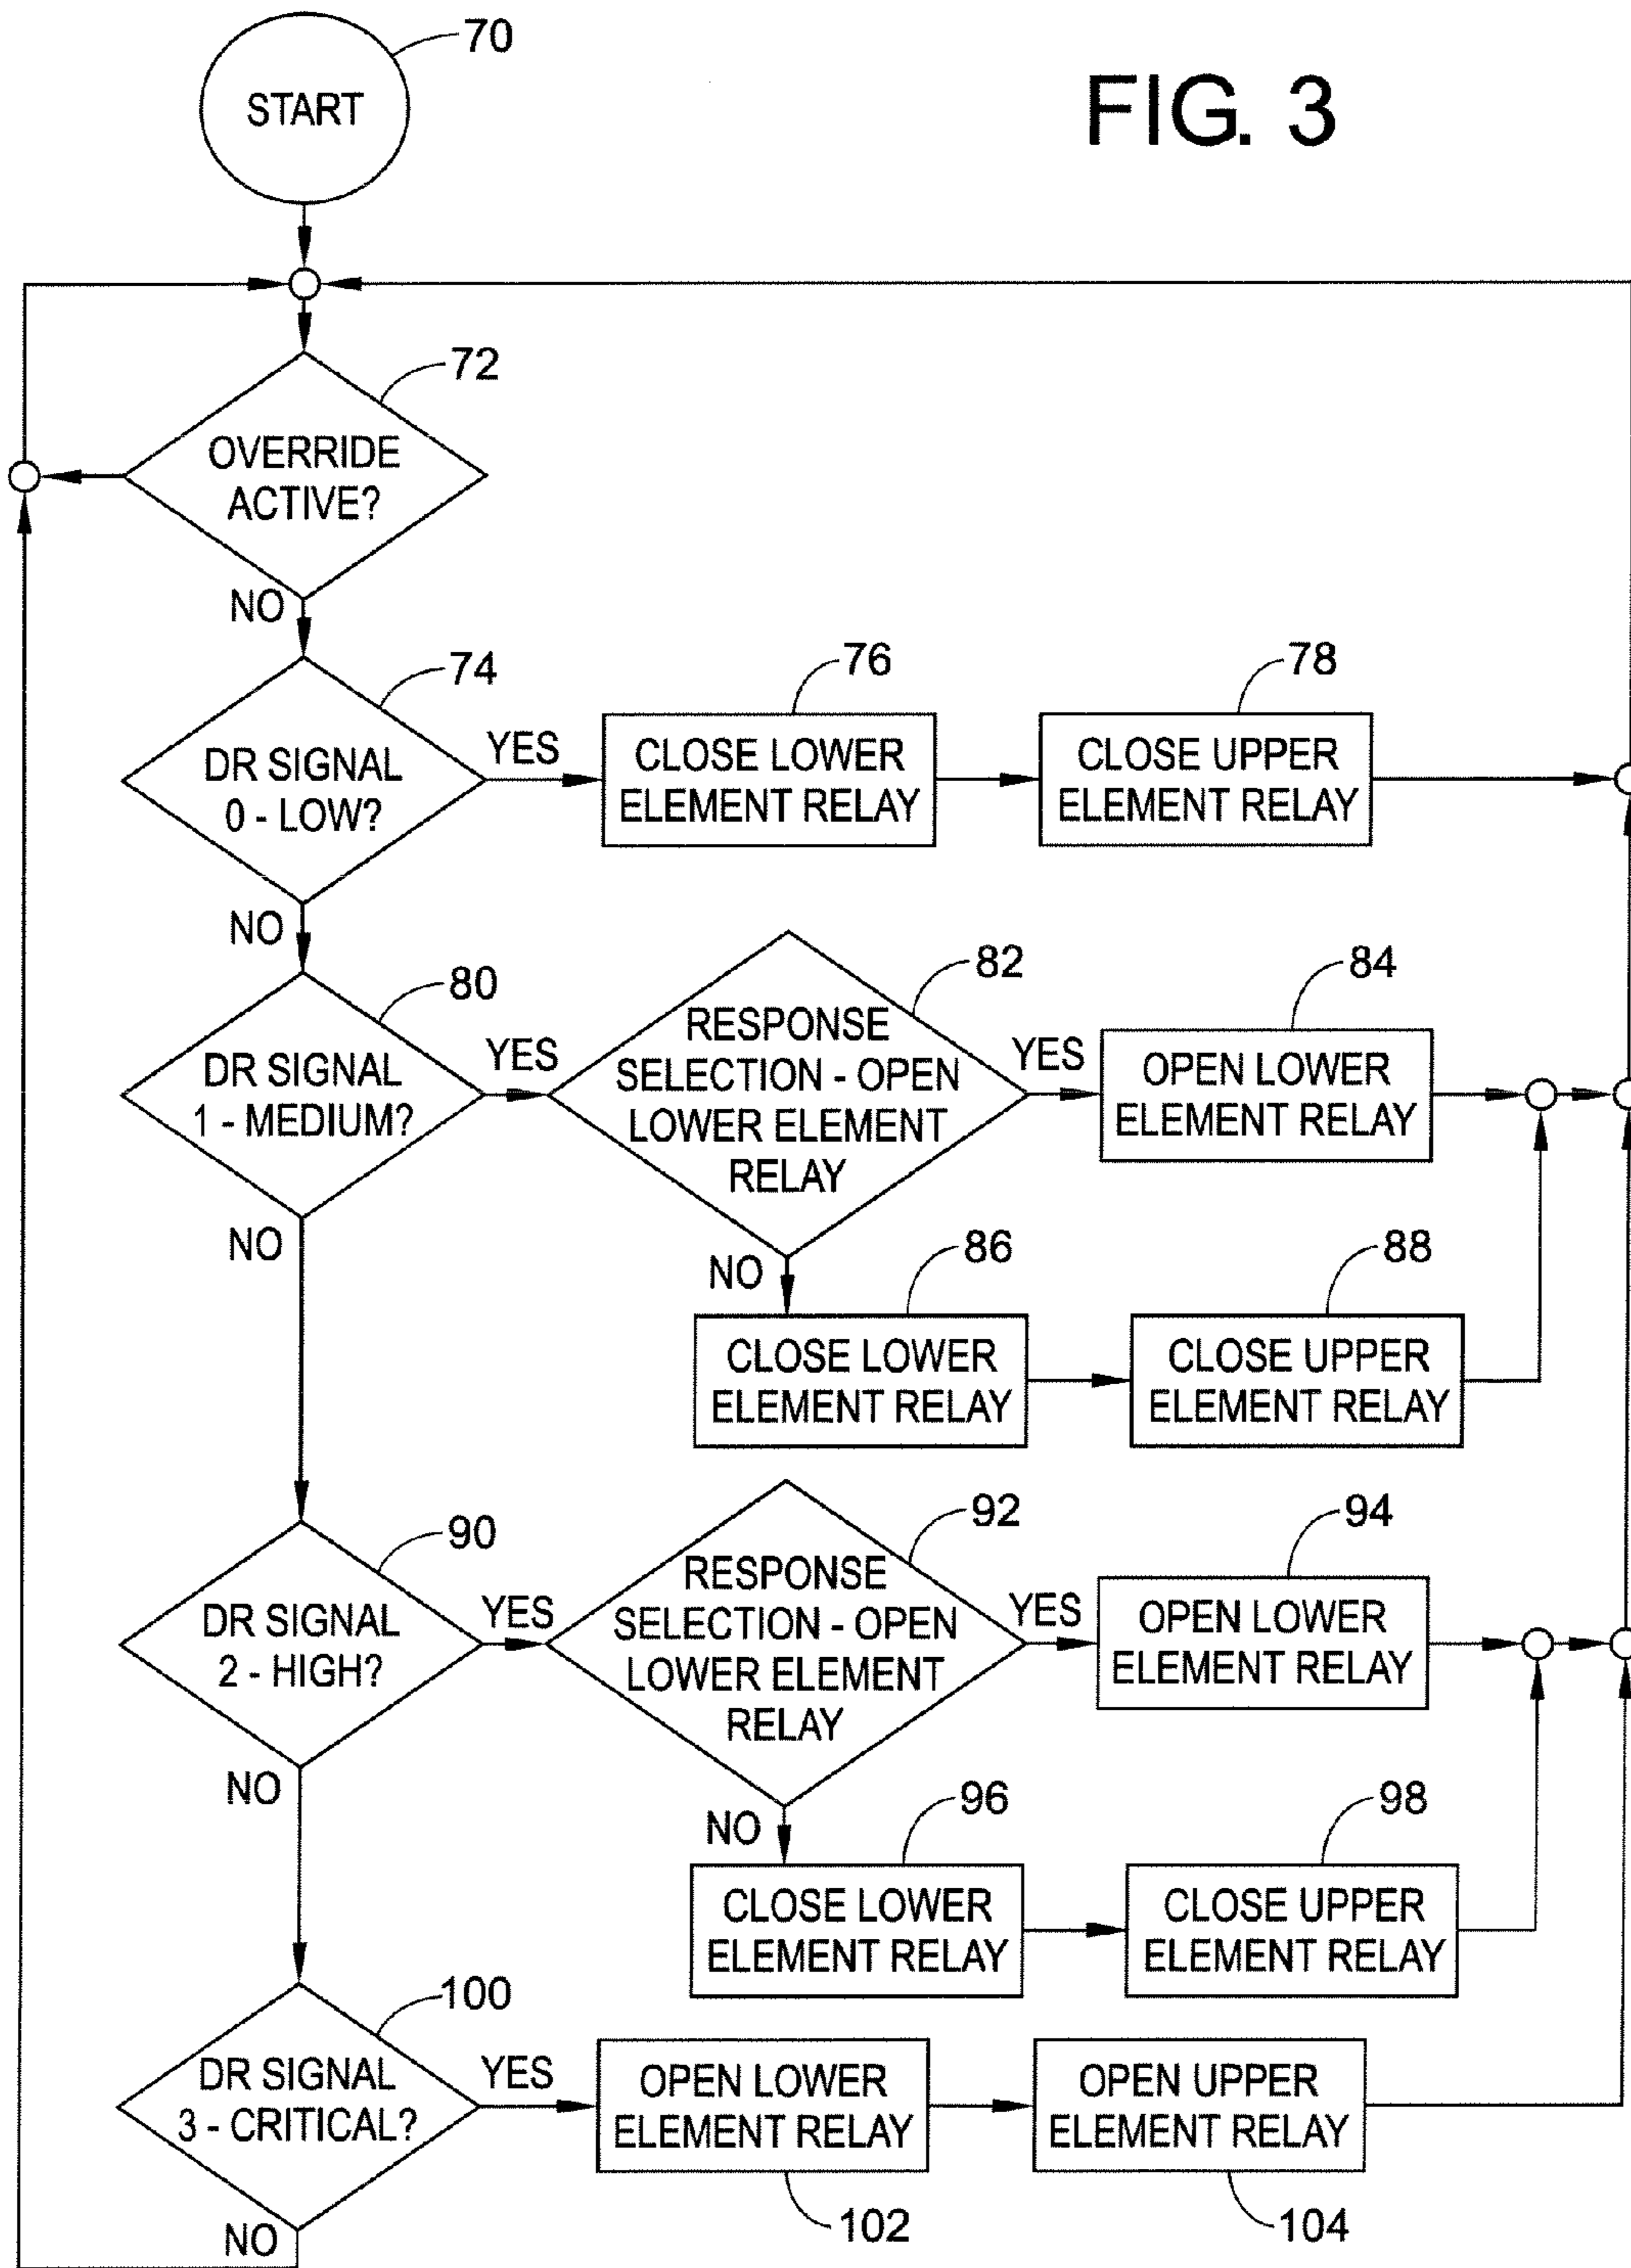 70
START
FIG. 3
72
OVERRIDE
ACTIVE?
NO
74
DR SIGNAL
0 - LOW?
YES
76
CLOSE LOWER
ELEMENT RELAY
78
CLOSE UPPER
ELEMENT RELAY
NO
80
DR SIGNAL
1 - MEDIUM?
YES
82
RESPONSE
SELECTION - OPEN
LOWER ELEMENT
RELAY
YES
84
OPEN LOWER
ELEMENT RELAY
NO
NO
86
CLOSE LOWER
ELEMENT RELAY
88
CLOSE UPPER
ELEMENT RELAY
90
DR SIGNAL
2 - HIGH?
YES
92
RESPONSE
SELECTION - OPEN
LOWER ELEMENT
RELAY
YES
94
OPEN LOWER
ELEMENT RELAY
NO
NO
96
CLOSE LOWER
ELEMENT RELAY
98
CLOSE UPPER
ELEMENT RELAY
100
DR SIGNAL
3 - CRITICAL?
YES
OPEN LOWER
ELEMENT RELAY
102
OPEN UPPER
ELEMENT RELAY
104
NO